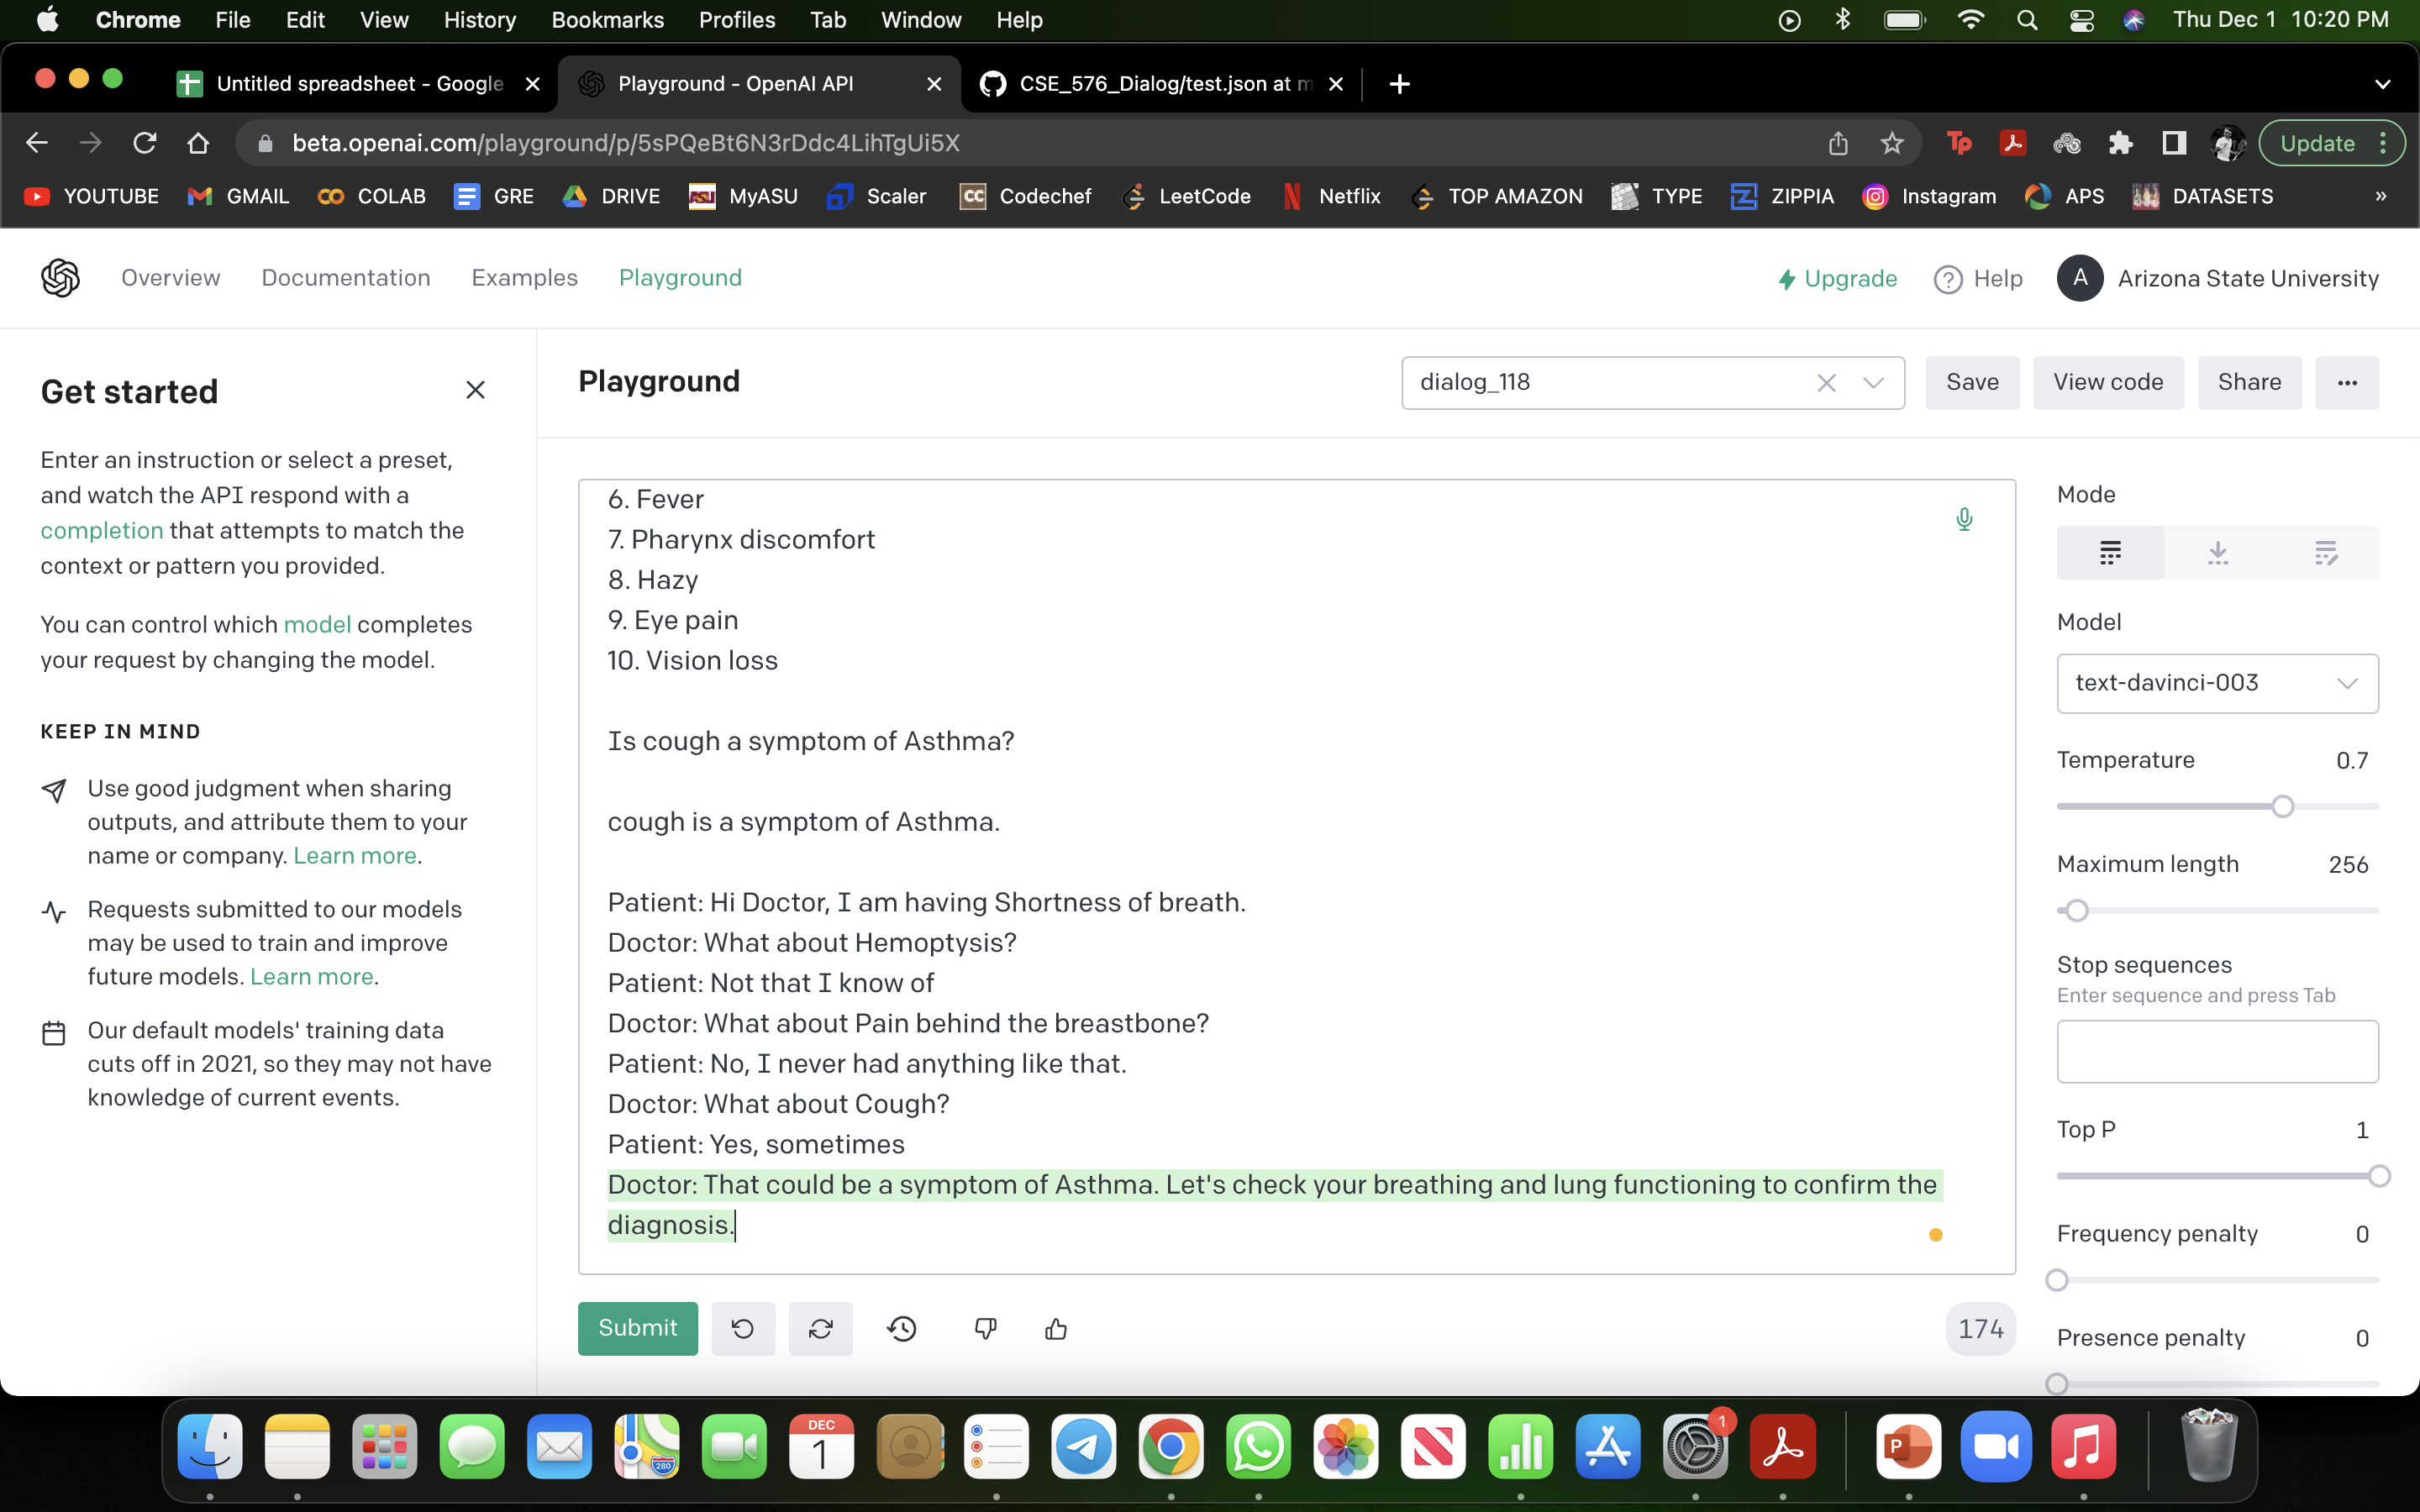 Chrome File Edit View History Bookmarks Profiles Tab Window Help Thu Dec 1 10:20 PM
Untitled spreadsheet - Google Playground - OpenAI API CSE_576_Dialog/test.json at m
beta.openai.com/playground/p/5sPQeBt6N3rDdc4LihTgUi5X Tp Update
YOUTUBE GMAIL COLAB GRE DRIVE MyASU Scaler CC Codechef LeetCode Netflix TOP AMAZON TYPE ZIPPIA Instagram APS DATASETS »
Overview Documentation Examples Playground Upgrade Help A Arizona State University
Get started
Enter an instruction or select a preset,
and watch the API respond with a
completion that attempts to match the
context or pattern you provided.
You can control which model completes
your request by changing the model.
KEEP IN MIND
Use good judgment when sharing
outputs, and attribute them to your
name or company. Learn more.
Requests submitted to our models
may be used to train and improve
future models. Learn more.
Our default models' training data
cuts off in 2021, so they may not have
knowledge of current events.
Playground dialog_118 Save View code Share ...
6. Fever
7. Pharynx discomfort
8. Hazy
9. Eye pain
10. Vision loss
Is cough a symptom of Asthma?
cough is a symptom of Asthma.
Patient: Hi Doctor, I am having Shortness of breath.
Doctor: What about Hemoptysis?
Patient: Not that I know of
Doctor: What about Pain behind the breastbone?
Patient: No, I never had anything like that.
Doctor: What about Cough?
Patient: Yes, sometimes
Doctor: That could be a symptom of Asthma. Let's check your breathing and lung functioning to confirm the
diagnosis.
Submit 174
Mode
Model
text-davinci-003
Temperature 0.7
Maximum length 256
Stop sequences
Enter sequence and press Tab
Top P 1
Frequency penalty 0
Presence penalty 0
280 DEC 1 1 P